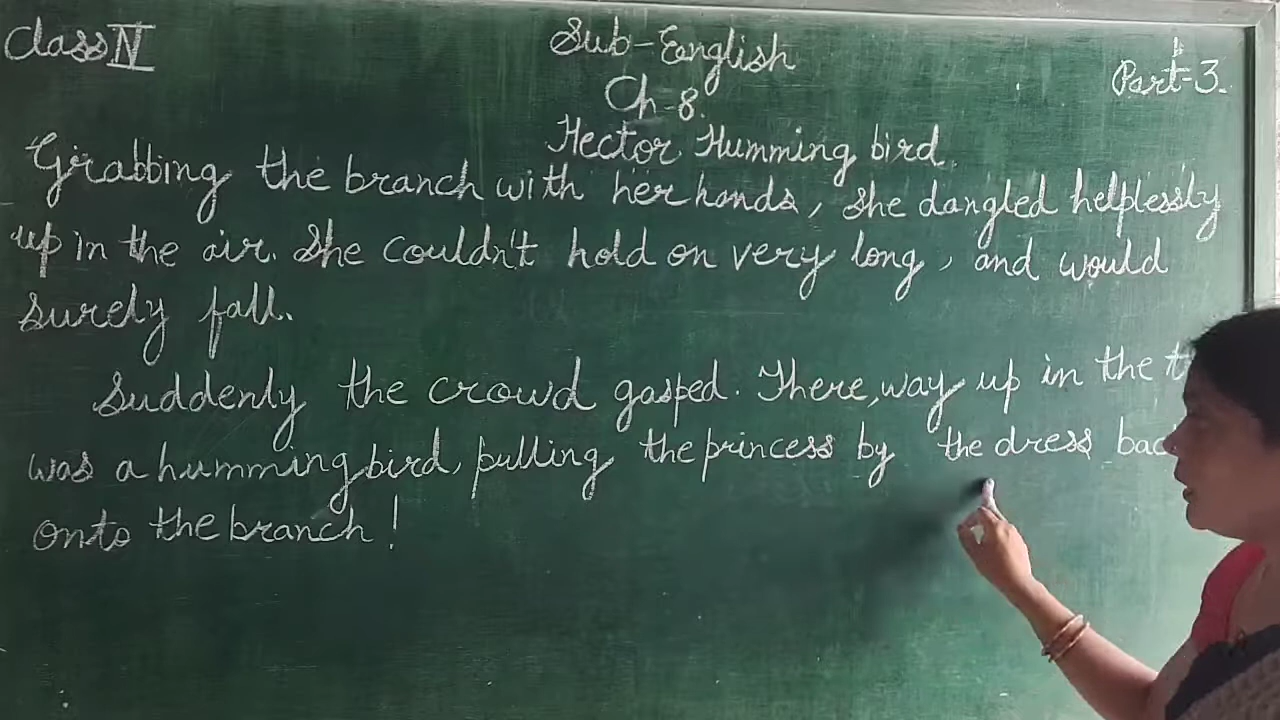 Class IV
Sub-English
Part-3.
Ch-8.
Hector Humming bird.
Grabbing the branch with her hands, she dangled helplessly
up in the air. She couldn't hold on very long, and would
surely fall.
Suddenly the crowd gasped. There, way up in the
was a humming bird, pulling the princess by the dress
onto the branch!